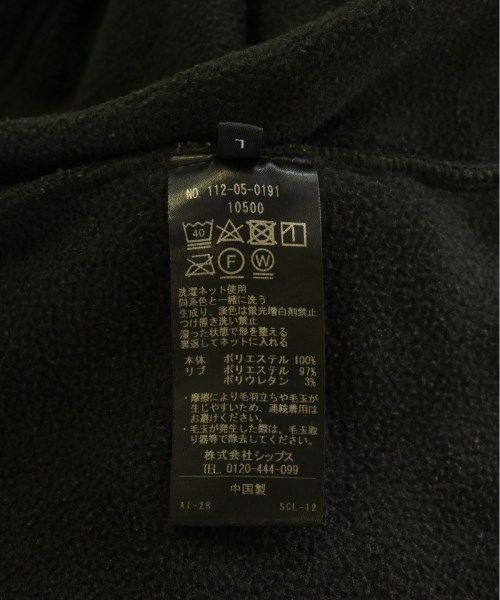 L
NO. 112-05-0191
10500
40
F W
洗濯ネット使用
同系色と一緒に洗う
生成り、淡色は蛍光増白剤禁止
つけ置き洗い禁止
湿った状態で形を整える
裏返してネットに入れる
本体 ポリエステル 100%
リブ ポリエステル 97%
ポリウレタン 3%
・摩擦により毛羽立ちや毛玉が
生じやすいため、連続着用は
お避けください。
・毛玉が発生した際は、毛玉取
り器等で除去してください。
株式会社シップス
TEL. 0120-444-099
中国製
AI-28 SCL-12